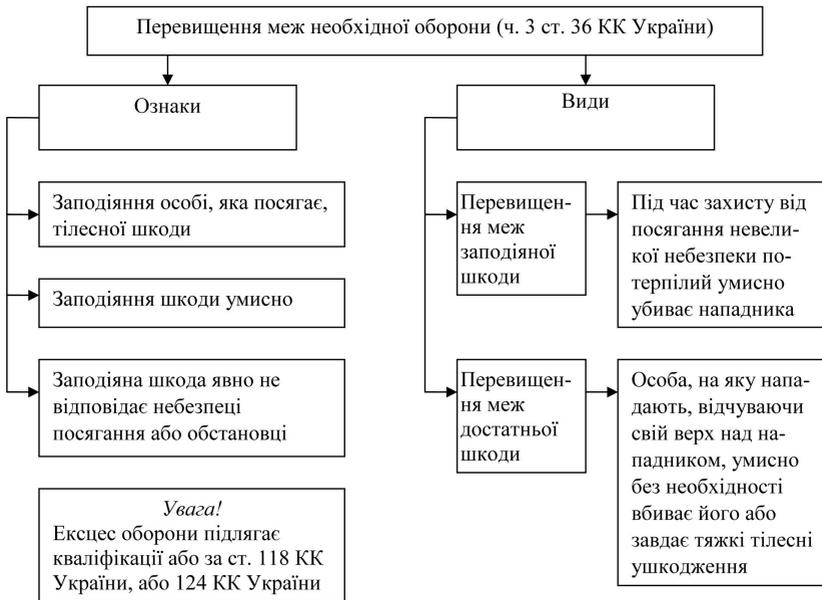 Перевищення меж необхідної оборони (ч. 3 ст. 36 КК України)
Ознаки
Заподіяння особі, яка посягає,
тілесної шкоди
Заподіяння шкоди умисно
Заподіяна шкода явно не
відповідає небезпеці
посягання або обстановці
Увага!
Ексцес оборони підлягає
кваліфікації або за ст. 118 КК
України, або 124 КК України
Види
Перевищен-
ня меж
заподіяної
шкоди
Під час захисту від
посягання невели-
кої небезпеки по-
терпілий умисно
убиває нападника
Перевищен-
ня меж
достатньої
шкоди
Особа, на яку напа-
дають, відчуваючи
свій верх над на-
падником, умисно
без необхідності
вбиває його або
завдає тяжкі тілесні
ушкодження